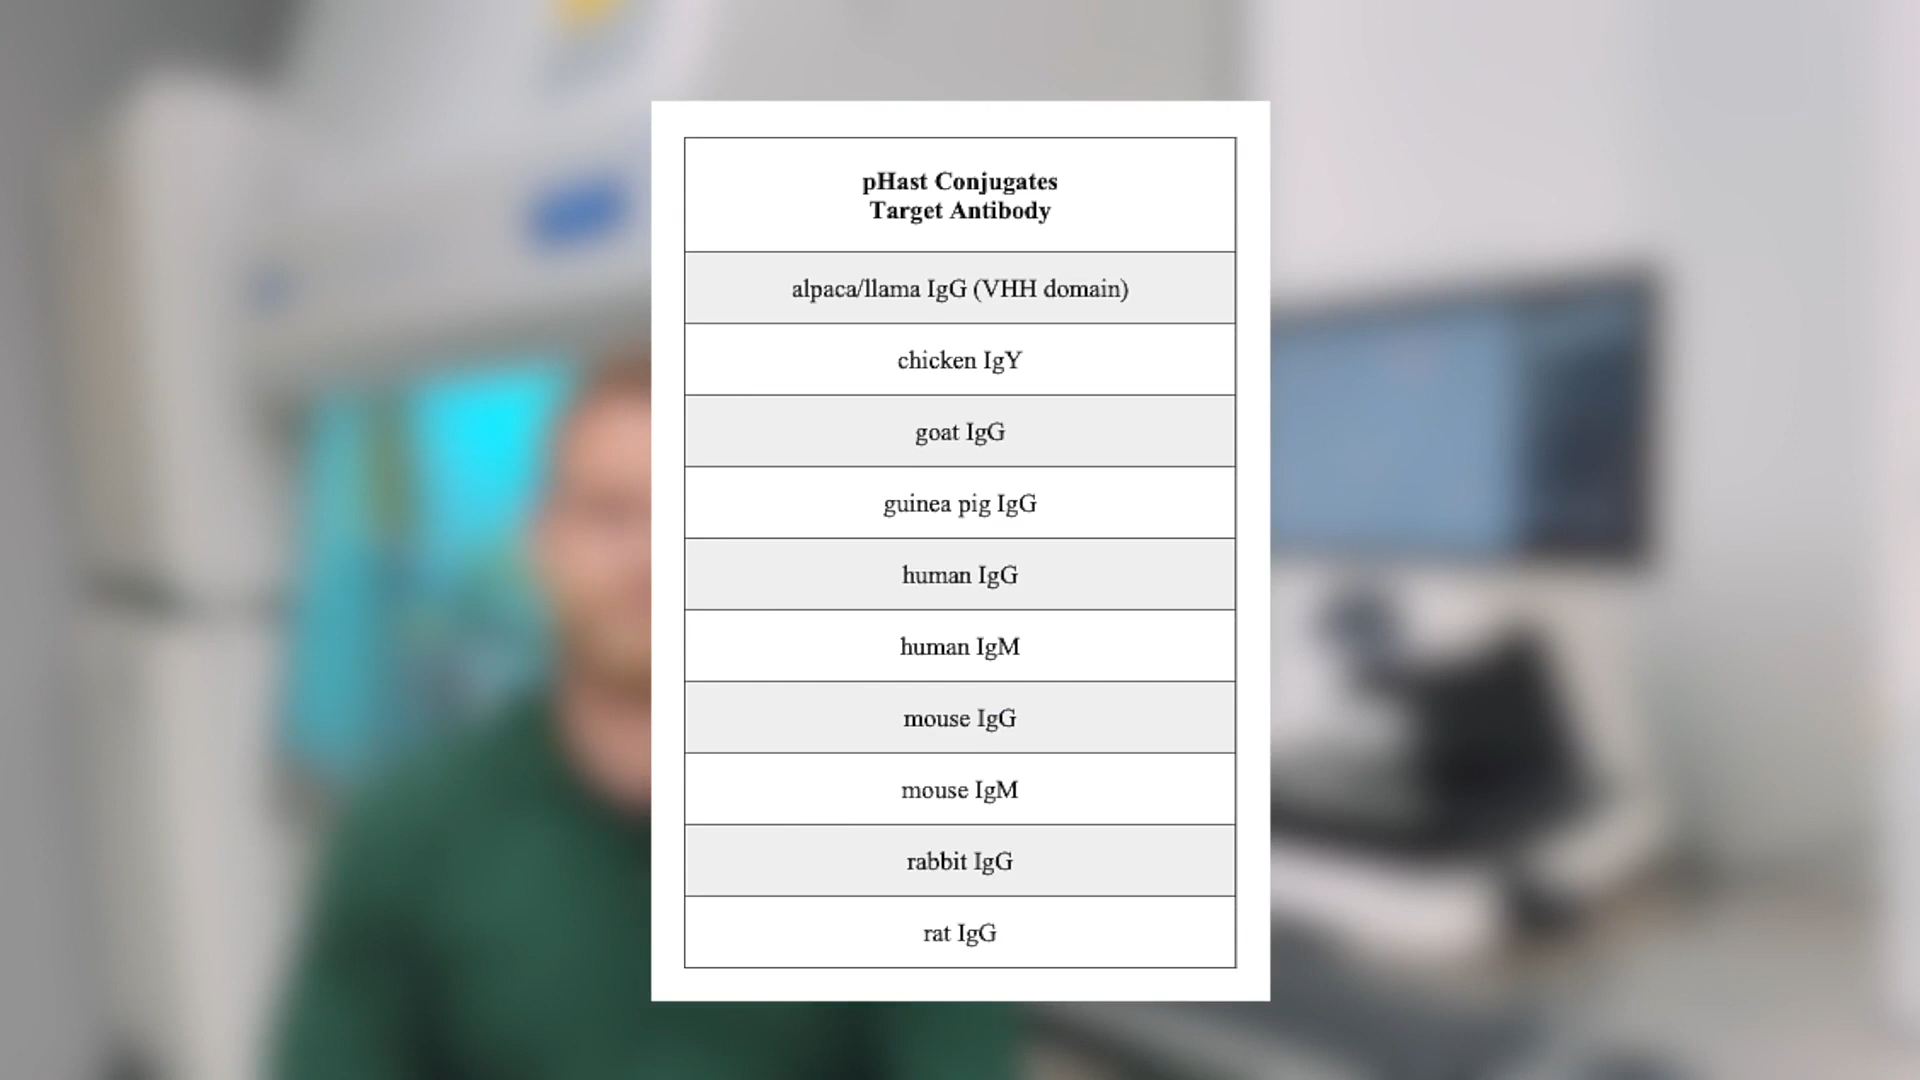 pHast Conjugates
Target Antibody
alpaca/llama IgG (VHH domain)
chicken IgY
goat IgG
guinea pig IgG
human IgG
human IgM
mouse IgG
mouse IgM
rabbit IgG
rat IgG